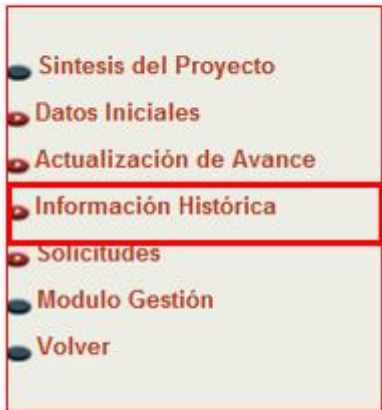 Sintesis del Proyecto
Datos Iniciales
Actualización de Avance
Información Histórica
Solicitudes
Modulo Gestión
Volver